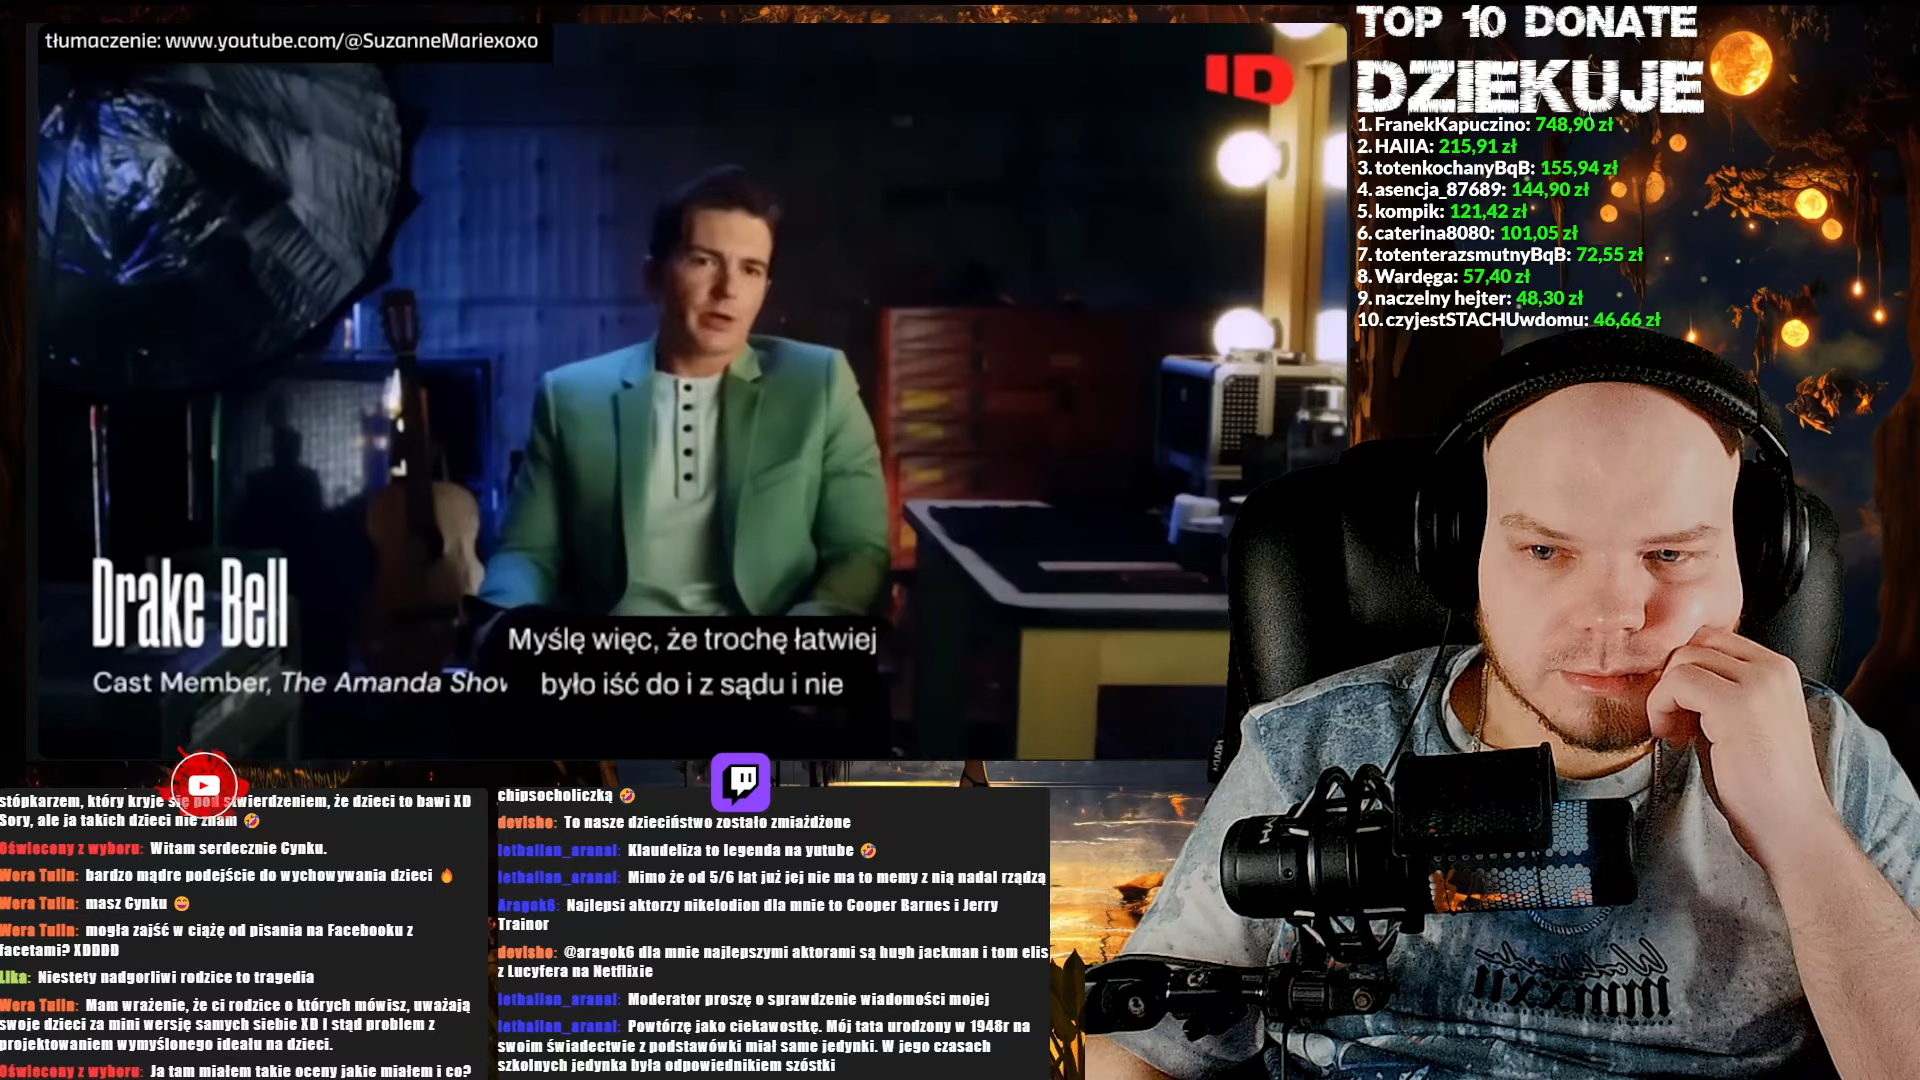 tłumaczenie: www.youtube.com/@SuzanneMariexoxo
ID
Drake Bell
Cast Member, The Amanda Show
Myślę więc, że trochę łatwiej
było iść do i z sądu i nie
TOP 10 DONATE
DZIEKUJE
1. FranekKapuczino: 748,90 zł
2. HAIIA: 215,91 zł
3. totenkochanyBqB: 155,94 zł
4. asencja_87689: 144,90 zł
5. kompik: 121,42 zł
6. caterina8080: 101,05 zł
7. totenterazsmutnyBqB: 72,55 zł
8. Wardęga: 57,40 zł
9. naczelny hejter: 48,30 zł
10. czyjestSTACHUwdomu: 46,66 zł
stópkarzem, który kryje się pod stwierdzeniem, że dzieci to bawi XD
Sory, ale ja takich dzieci nie znam 🤣
Oświecony z wyboru: Witam serdecznie Cynku.
Wera Tulin: bardzo mądre podejście do wychowywania dzieci 🔥
Wera Tulin: masz Cynku 😄
Wera Tulin: mogła zajść w ciążę od pisania na Facebooku z
facetami? XDDDD
Lika: Niestety nadgorliwi rodzice to tragedia
Wera Tulin: Mam wrażenie, że ci rodzice o których mówisz, uważają
swoje dzieci za mini wersję samych siebie XD I stąd problem z
projektowaniem wymyślonego ideału na dzieci.
Oświecony z wyboru: Ja tam miałem takie oceny jakie miałem i co?
chipsocholiczką 🤣
devisho: To nasze dzieciństwo zostało zmiażdżone
lethalian_aranal: Klaudeliza to legenda na yutube 🤣
lethalian_aranal: Mimo że od 5/6 lat już jej nie ma to memy z nią nadal rządzą
Aragok6: Najlepsi aktorzy nikelodion dla mnie to Cooper Barnes i Jerry
Trainor
devisho: @aragok6 dla mnie najlepszymi aktorami są hugh jackman i tom elis
z Lucyfera na Netflixie
lethalian_aranal: Moderator proszę o sprawdzenie wiadomości mojej
lethalian_aranal: Powtórzę jako ciekawostkę. Mój tata urodzony w 1948r na
swoim świadectwie z podstawówki miał same jedynki. W jego czasach
szkolnych jedynka była odpowiednikiem szóstki